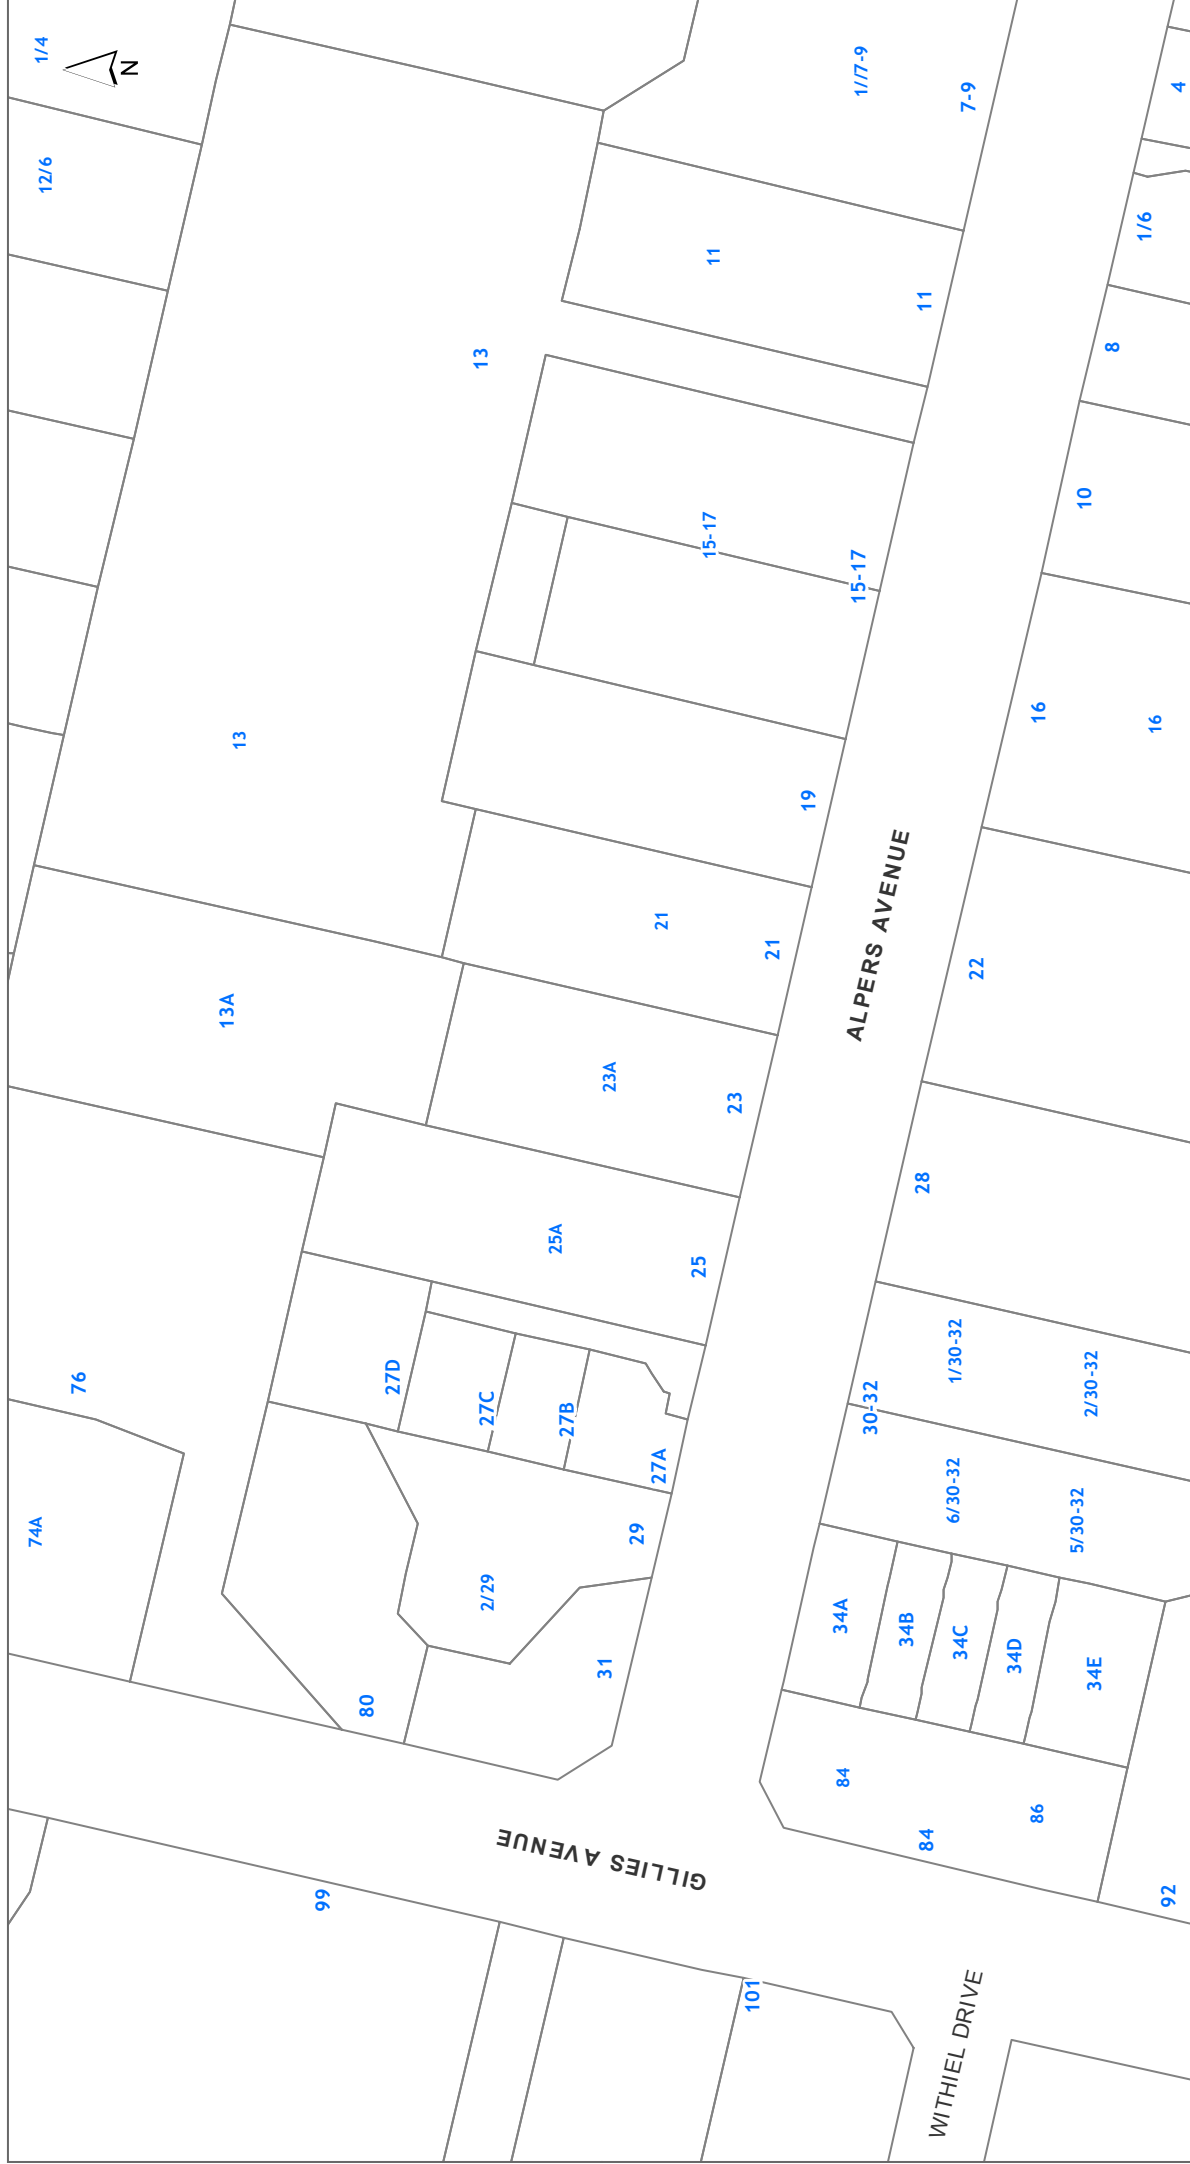 1/4
N
12/6
1//7-9
7-9
4
11
11
1/6
8
13
10
15-17
15-17
13
16
16
19
21
21
22
13A
23A
23
28
25A
25
76
27D
27C
27B
27A
1/30-32
2/30-32
30-32
6/30-32
5/30-32
74A
29
2/29
31
80
34A
34B
34C
34D
34E
84
84
86
92
99
101
ALPERS AVENUE
GILLIES AVENUE
WITHIEL DRIVE